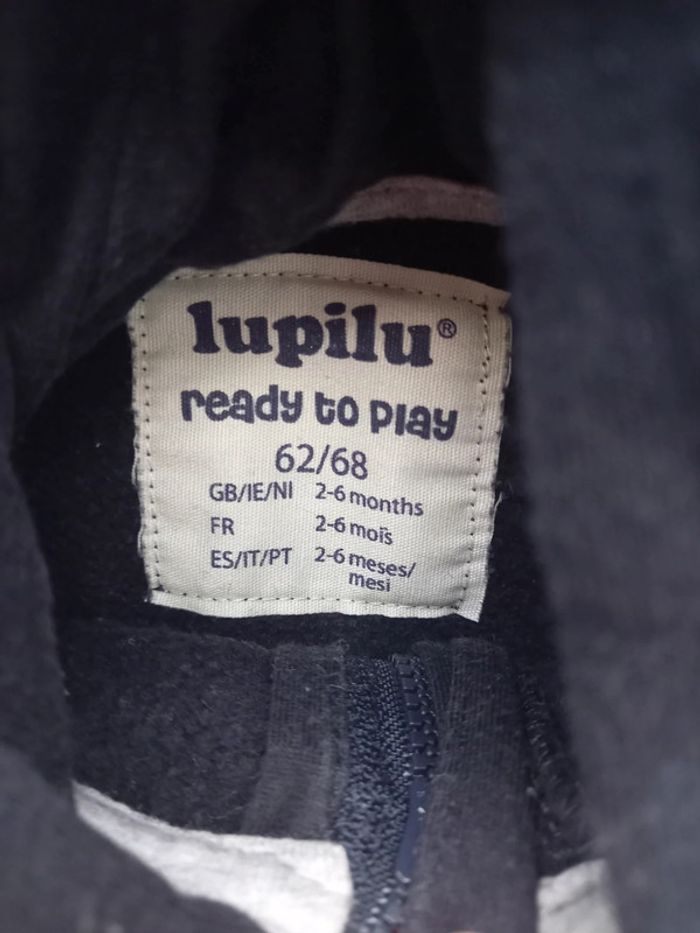 lupilu®
ready to play
62/68
GB/IE/NI 2-6 months
FR 2-6 mois
ES/IT/PT 2-6 meses/
mesi